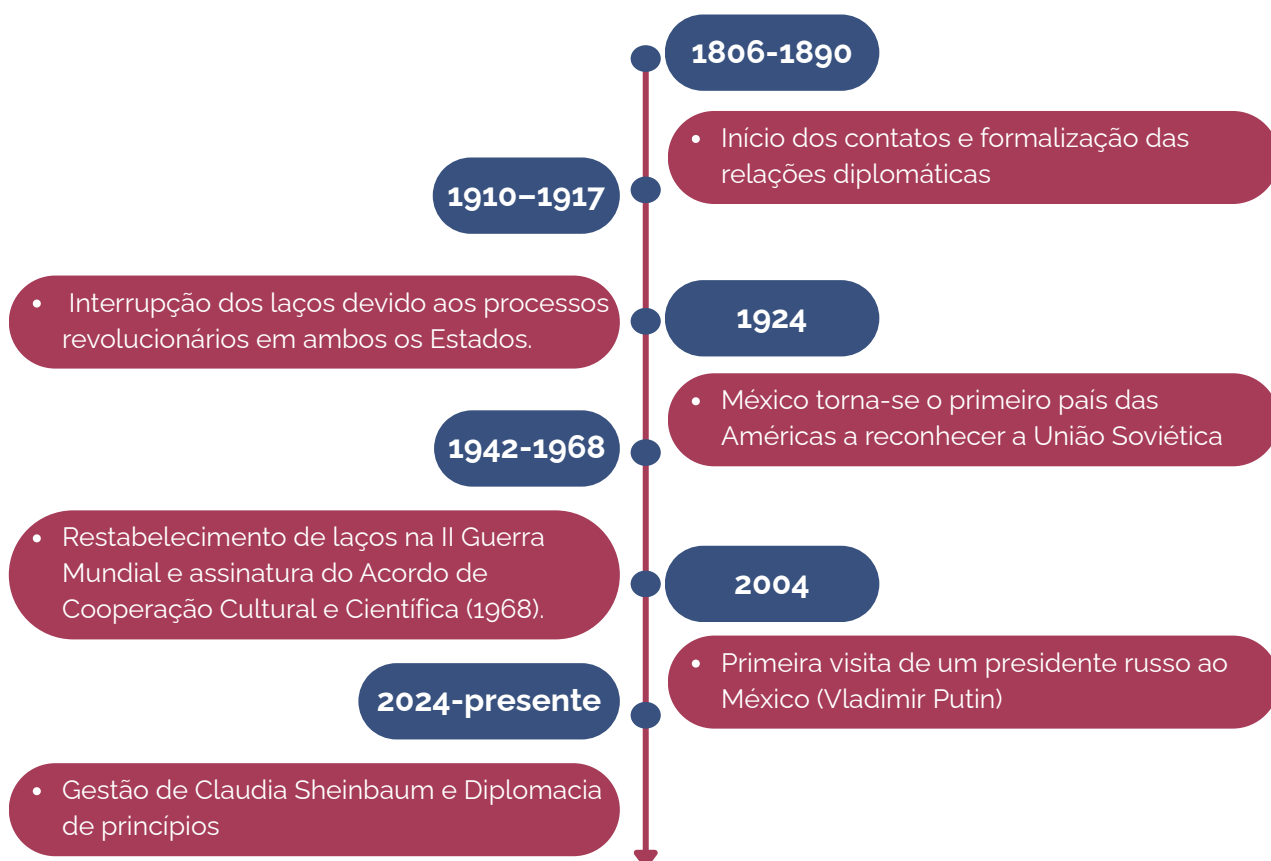 1806-1890
• Início dos contatos e formalização das
relações diplomáticas
1910–1917
• Interrupção dos laços devido aos processos
revolucionários em ambos os Estados.
1924
• México torna-se o primeiro país das
Américas a reconhecer a União Soviética
1942-1968
• Restabelecimento de laços na II Guerra
Mundial e assinatura do Acordo de
Cooperação Cultural e Científica (1968).
2004
• Primeira visita de um presidente russo ao
México (Vladimir Putin)
2024-presente
• Gestão de Claudia Sheinbaum e Diplomacia
de princípios